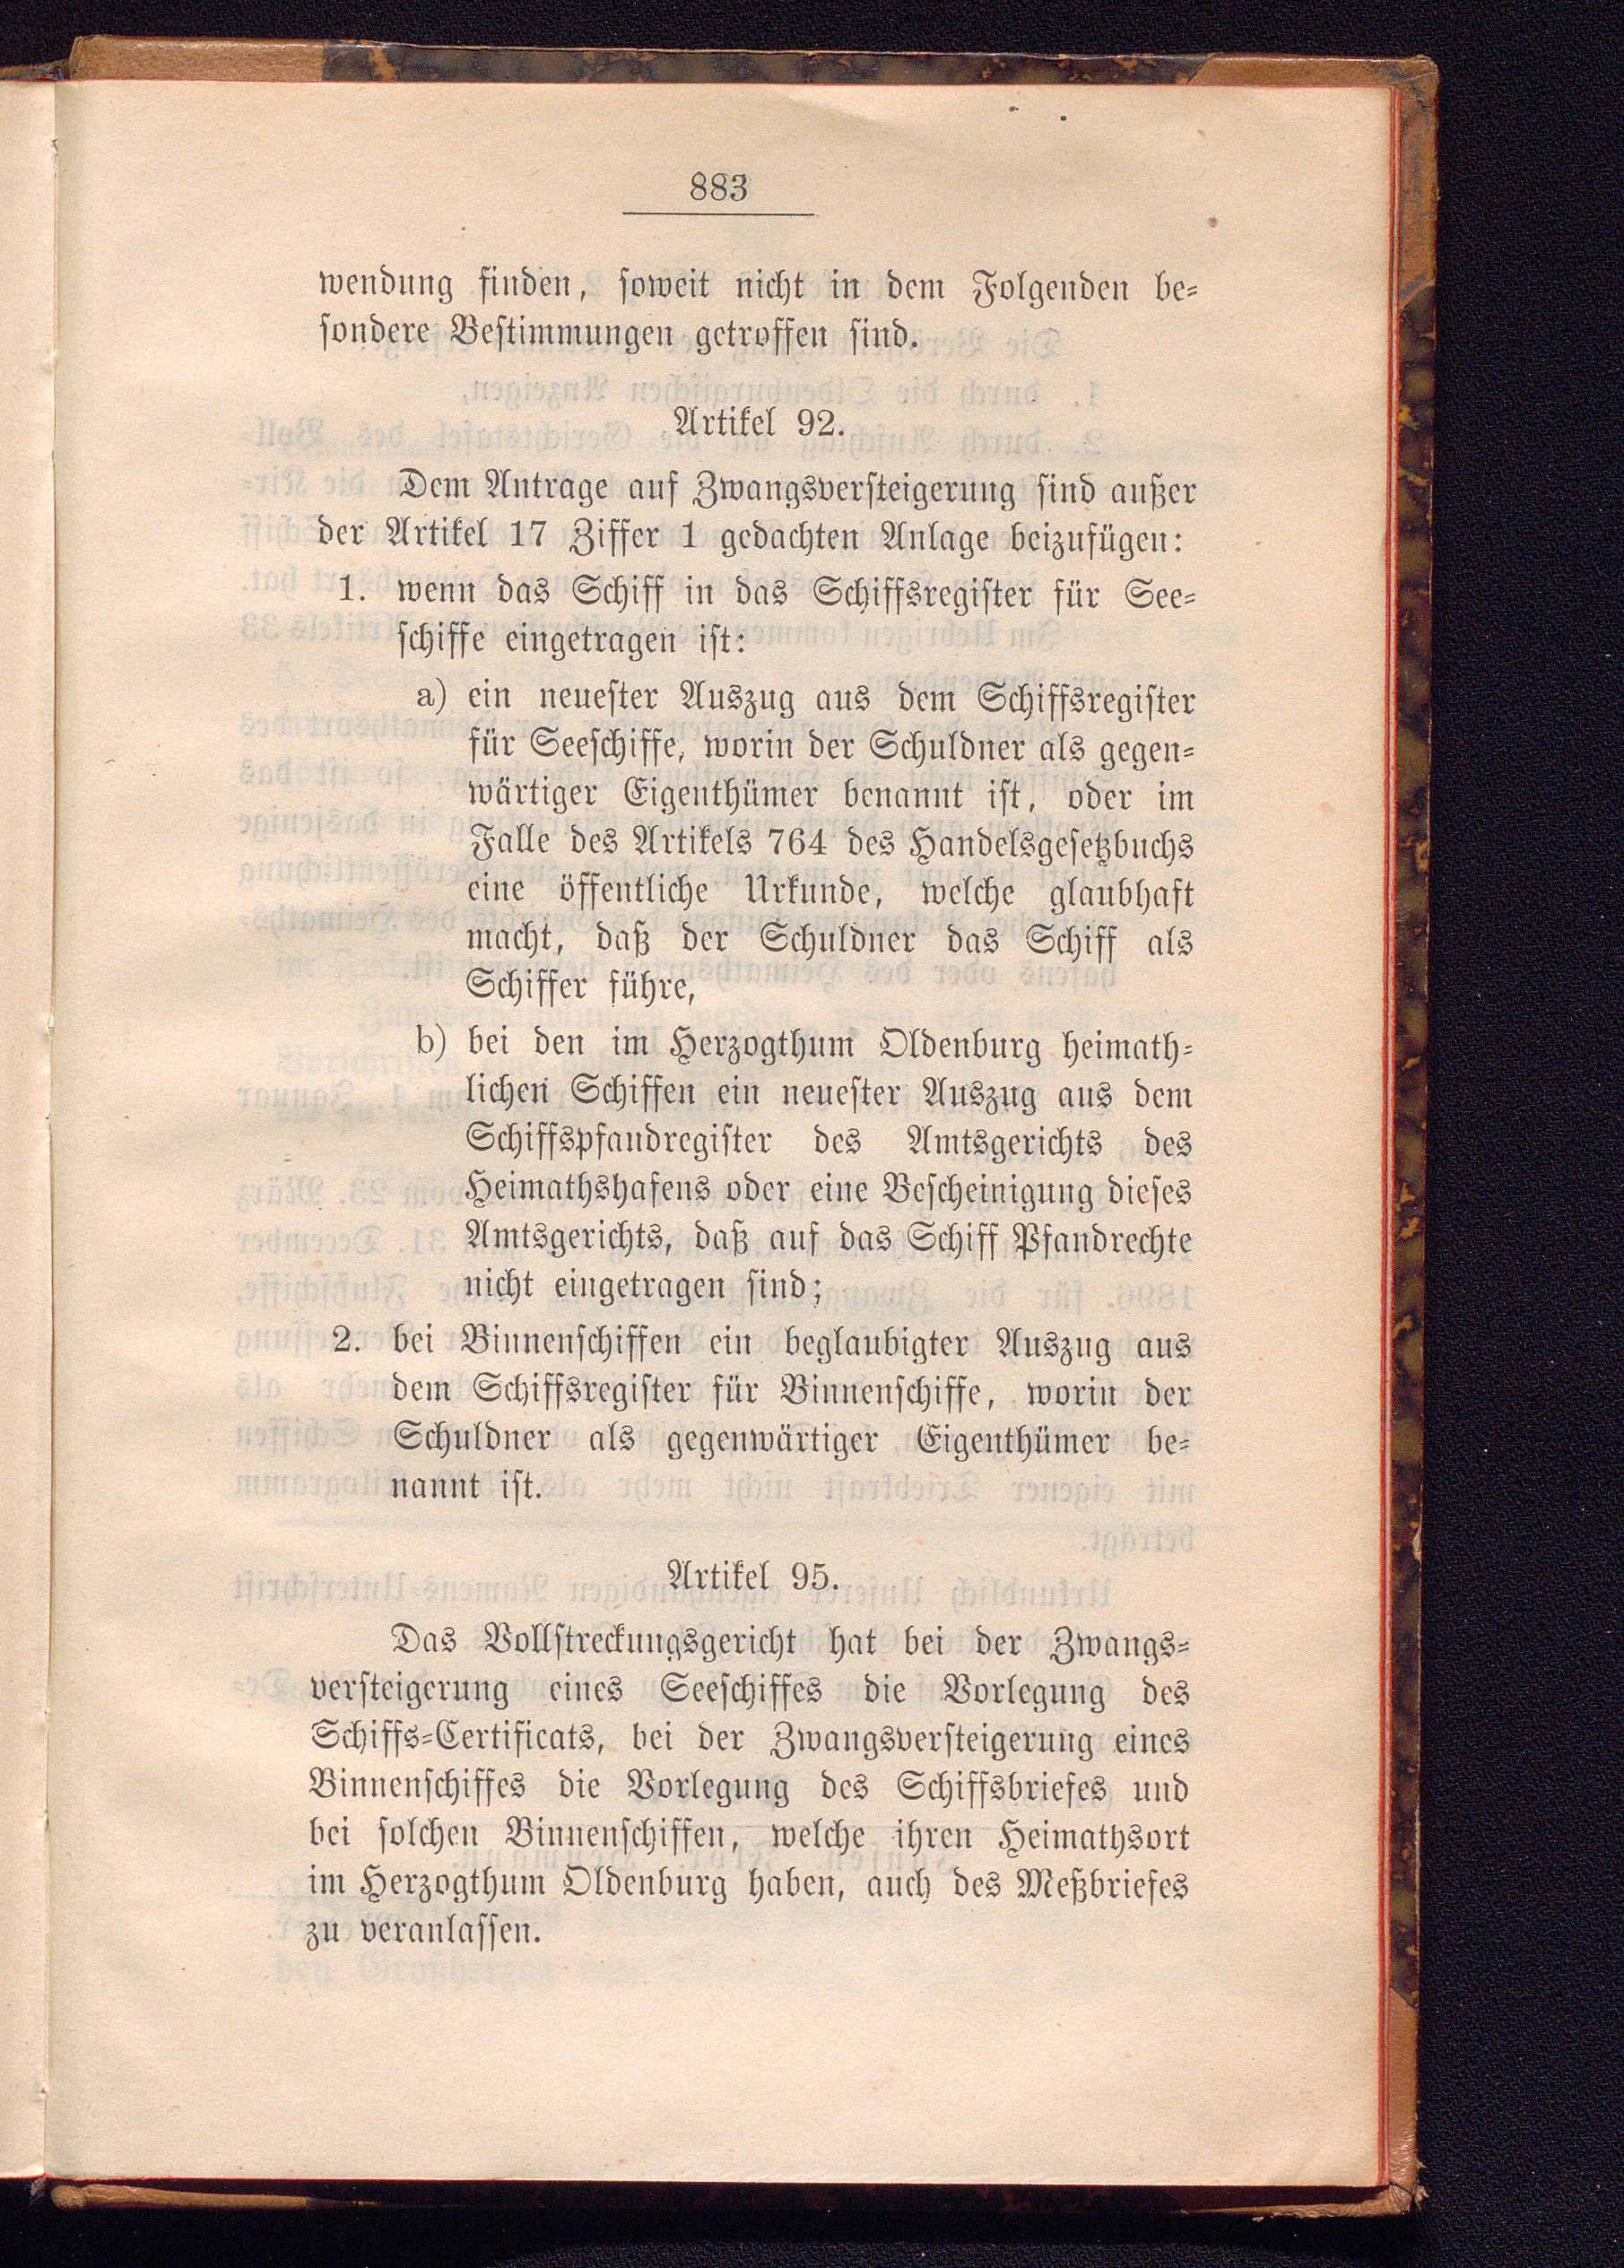 883
wendung finden, soweit nicht in dem Folgenden be-
sondere Bestimmungen getroffen sind.
Artikel 92.
Dem Antrage auf Zwangsversteigerung sind außer
der Artikel 17 Ziffer 1 gedachten Anlage beizufügen:
1. wenn das Schiff in das Schiffsregister für See-
schiffe eingetragen ist:
a) ein neuester Auszug aus dem Schiffsregister
für Seeschiffe, worin der Schuldner als gegen-
wärtiger Eigenthümer benannt ist, oder im
Falle des Artikels 764 des Handelsgesetzbuchs
eine öffentliche Urkunde, welche glaubhaft
macht, daß der Schuldner das Schiff als
Schiffer führe,
b) bei den im Herzogthum Oldenburg heimath-
lichen Schiffen ein neuester Auszug aus dem
Schiffspfandregister des Amtsgerichts des
Heimathshafens oder eine Bescheinigung dieses
Amtsgerichts, daß auf das Schiff Pfandrechte
nicht eingetragen sind;
2. bei Binnenschiffen ein beglaubigter Auszug aus
dem Schiffsregister für Binnenschiffe, worin der
Schuldner als gegenwärtiger Eigenthümer be-
nannt ist.
Artikel 95.
Das Vollstreckungsgericht hat bei der Zwangs-
versteigerung eines Seeschiffes die Vorlegung des
Schiffs-Certificats, bei der Zwangsversteigerung eines
Binnenschiffes die Vorlegung des Schiffsbriefes und
bei solchen Binnenschiffen, welche ihren Heimathsort
im Herzogthum Oldenburg haben, auch des Meßbriefes
zu veranlassen.